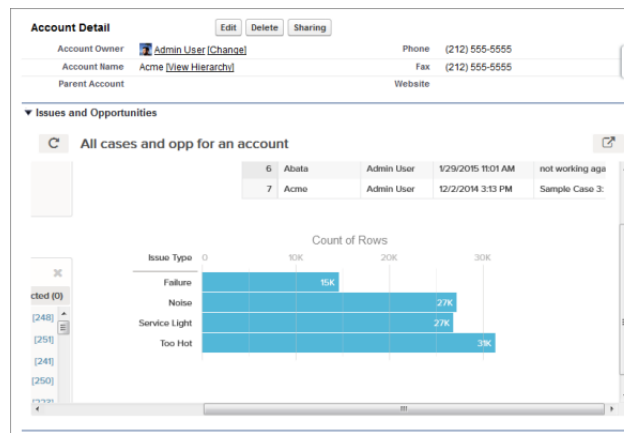 Account Detail Edit Delete Sharing
Account Owner Admin User [Change] Phone (212) 555-5555
Account Name Acme [View Hierarchy] Fax (212) 555-5555
Parent Account Website
Issues and Opportunities
All cases and opp for an account
6 Abata Admin User 1/29/2015 11:01 AM not working aga
7 Acme Admin User 12/2/2014 3:13 PM Sample Case 3:
Count of Rows
Issue Type 0 10K 20K 30K
Failure 15K
cted (0)
Noise 27K
[248]
Service Light 27K
[251]
Too Hot 31K
[241]
[250]